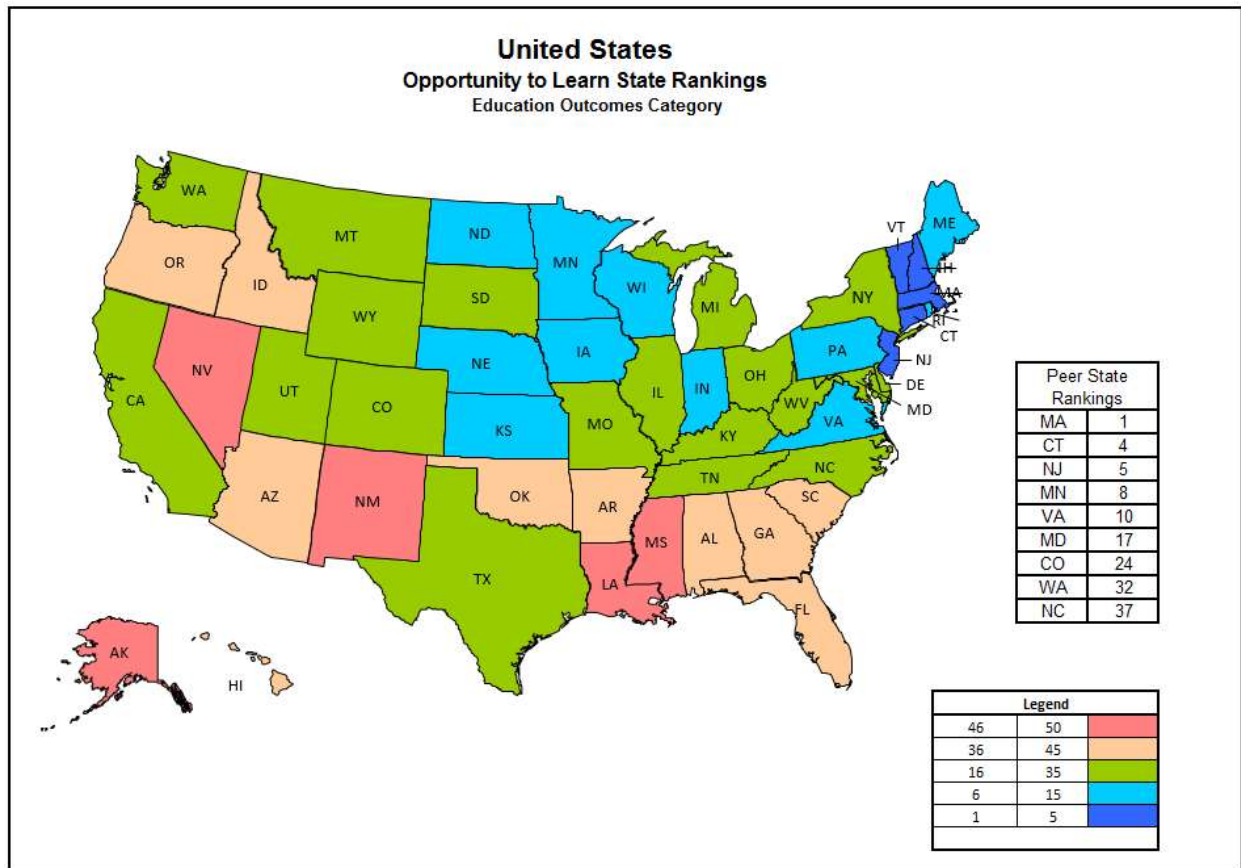 United States
Opportunity to Learn State Rankings
Education Outcomes Category
WA
MT
ND
MN
VT
ME
OR
ID
WY
SD
WI
MI
NY
NH
MA
RI
CT
NV
UT
CO
NE
IA
IL
IN
OH
PA
NJ
CA
KS
MO
KY
WV
VA
DE
MD
AZ
NM
OK
AR
TN
NC
SC
TX
LA
MS
AL
GA
FL
AK
HI
Peer State
Rankings
MA 1
CT 4
NJ 5
MN 8
VA 10
MD 17
CO 24
WA 32
NC 37
Legend
46 50
36 45
16 35
6 15
1 5